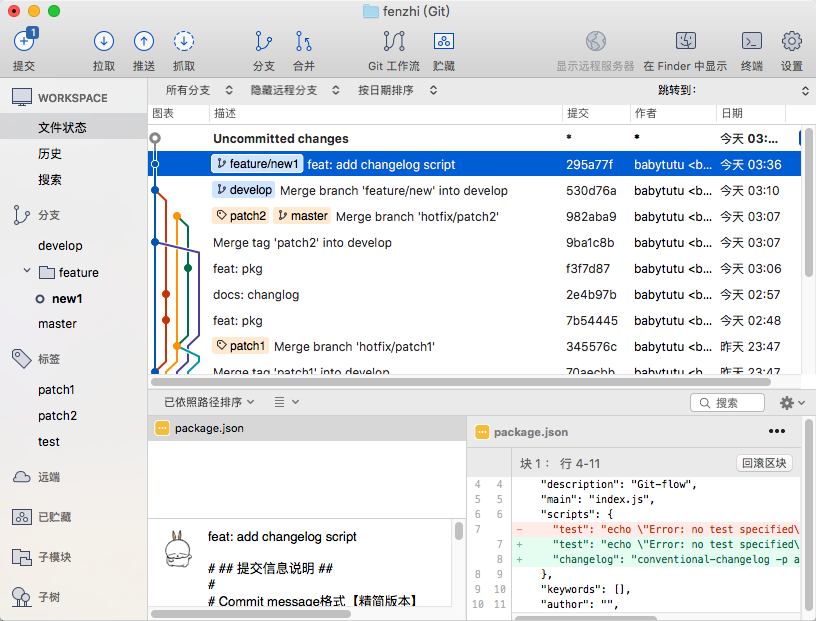 fenzhi (Git)
1
提交
拉取
推送
抓取
分支
合并
Git 工作流
贮藏
显示远程服务器
在 Finder 中显示
终端
设置
WORKSPACE
文件状态
历史
搜索
分支
develop
feature
new1
master
标签
patch1
patch2
test
远端
已贮藏
子模块
子树
所有分支
隐藏远程分支
按日期排序
跳转到:
图表 描述 提交 作者 日期
Uncommitted changes * * 今天 03:...
feature/new1 feat: add changelog script 295a77f babytutu <b... 今天 03:36
develop Merge branch 'feature/new' into develop 530d76a babytutu <b... 今天 03:10
patch2 master Merge branch 'hotfix/patch2' 982aba9 babytutu <b... 今天 03:07
Merge tag 'patch2' into develop 9ba1c8b babytutu <b... 今天 03:07
feat: pkg f3f7d87 babytutu <b... 今天 03:06
docs: changlog 2e4b97b babytutu <b... 今天 02:57
feat: pkg 7b54445 babytutu <b... 今天 02:48
patch1 Merge branch 'hotfix/patch1' 345576c babytutu <b... 昨天 23:47
Merge tag 'patch1' into develop 70aecbb babytutu <b... 昨天 23:47
已依照路径排序
搜索
package.json
feat: add changelog script
# ## 提交信息说明 ##
#
# Commit message格式【精简版本】
package.json
块 1： 行 4-11
回滚区块
4 4 "description": "Git-flow",
5 5 "main": "index.js",
6 6 "scripts": {
7 - "test": "echo \"Error: no test specified\
7 + "test": "echo \"Error: no test specified\
8 + "changelog": "conventional-changelog -p a
8 9 },
9 10 "keywords": [],
10 11 "author": "",